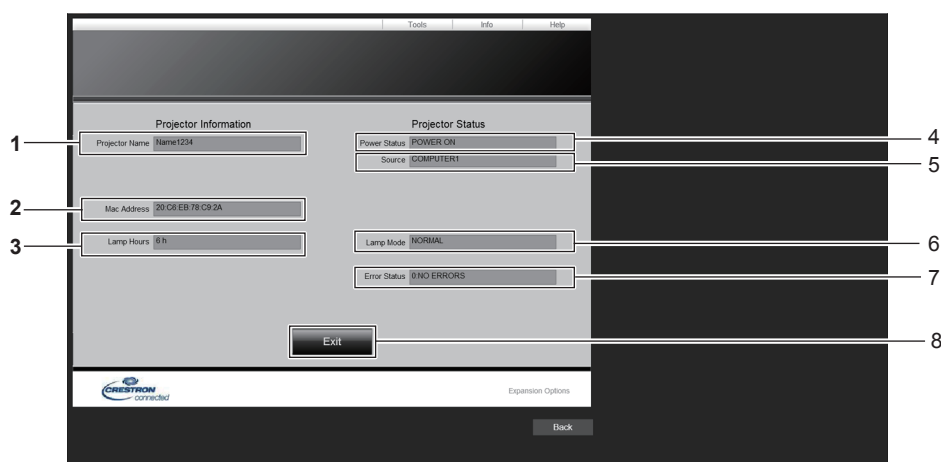 Tools Info Help
Projector Information
Projector Status
1 Projector Name Name1234
Power Status POWER ON 4
Source COMPUTER1 5
2 Mac Address 20:C6:EB:78:C9:2A
3 Lamp Hours 6 h
Lamp Mode NORMAL 6
Error Status 0:NO ERRORS 7
Exit 8
CRESTRON
connected
Expansion Options
Back